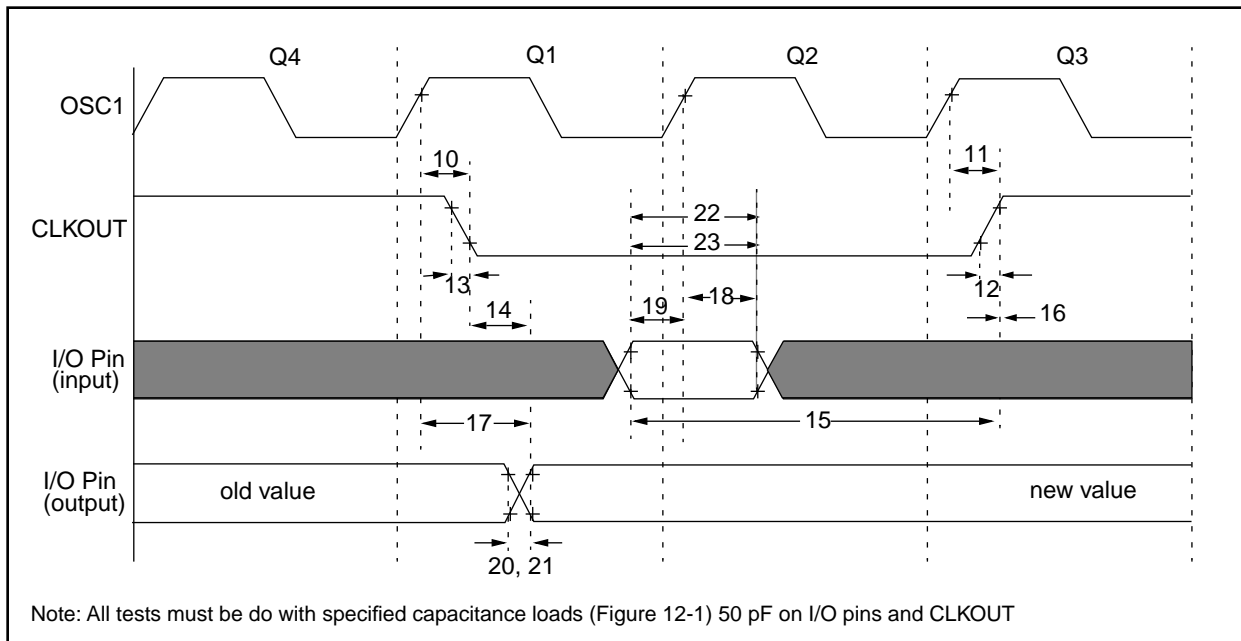 Q4 Q1 Q2 Q3
OSC1
10 11
CLKOUT
22
23
13 12
14 19 18 16
I/O Pin
(input)
17 15
I/O Pin
(output)
old value new value
20, 21
Note: All tests must be do with specified capacitance loads (Figure 12-1) 50 pF on I/O pins and CLKOUT